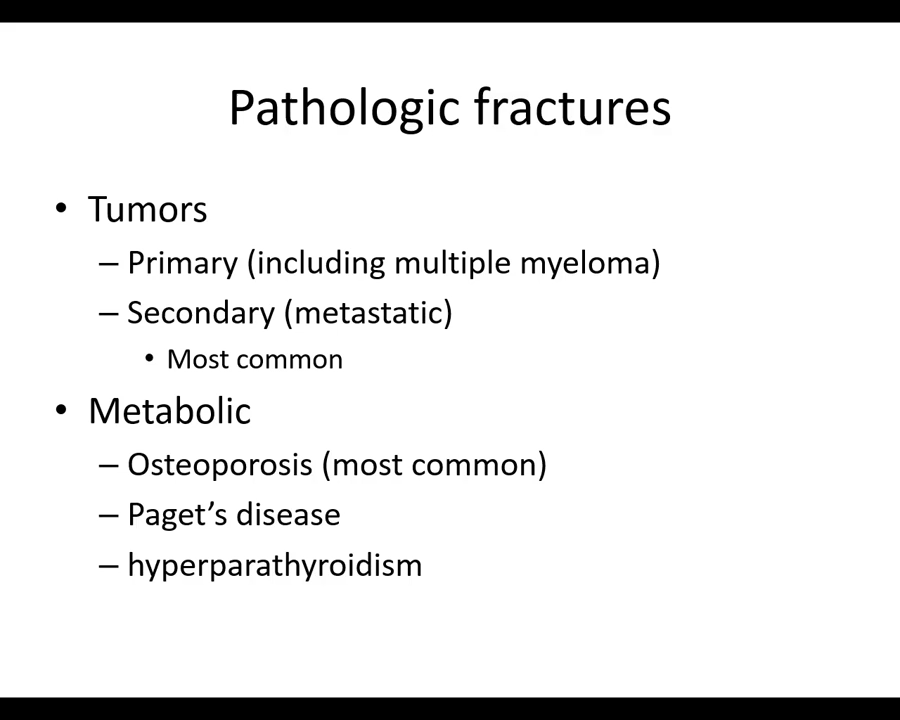 Pathologic fractures
• Tumors
– Primary (including multiple myeloma)
– Secondary (metastatic)
• Most common
• Metabolic
– Osteoporosis (most common)
– Paget’s disease
– hyperparathyroidism